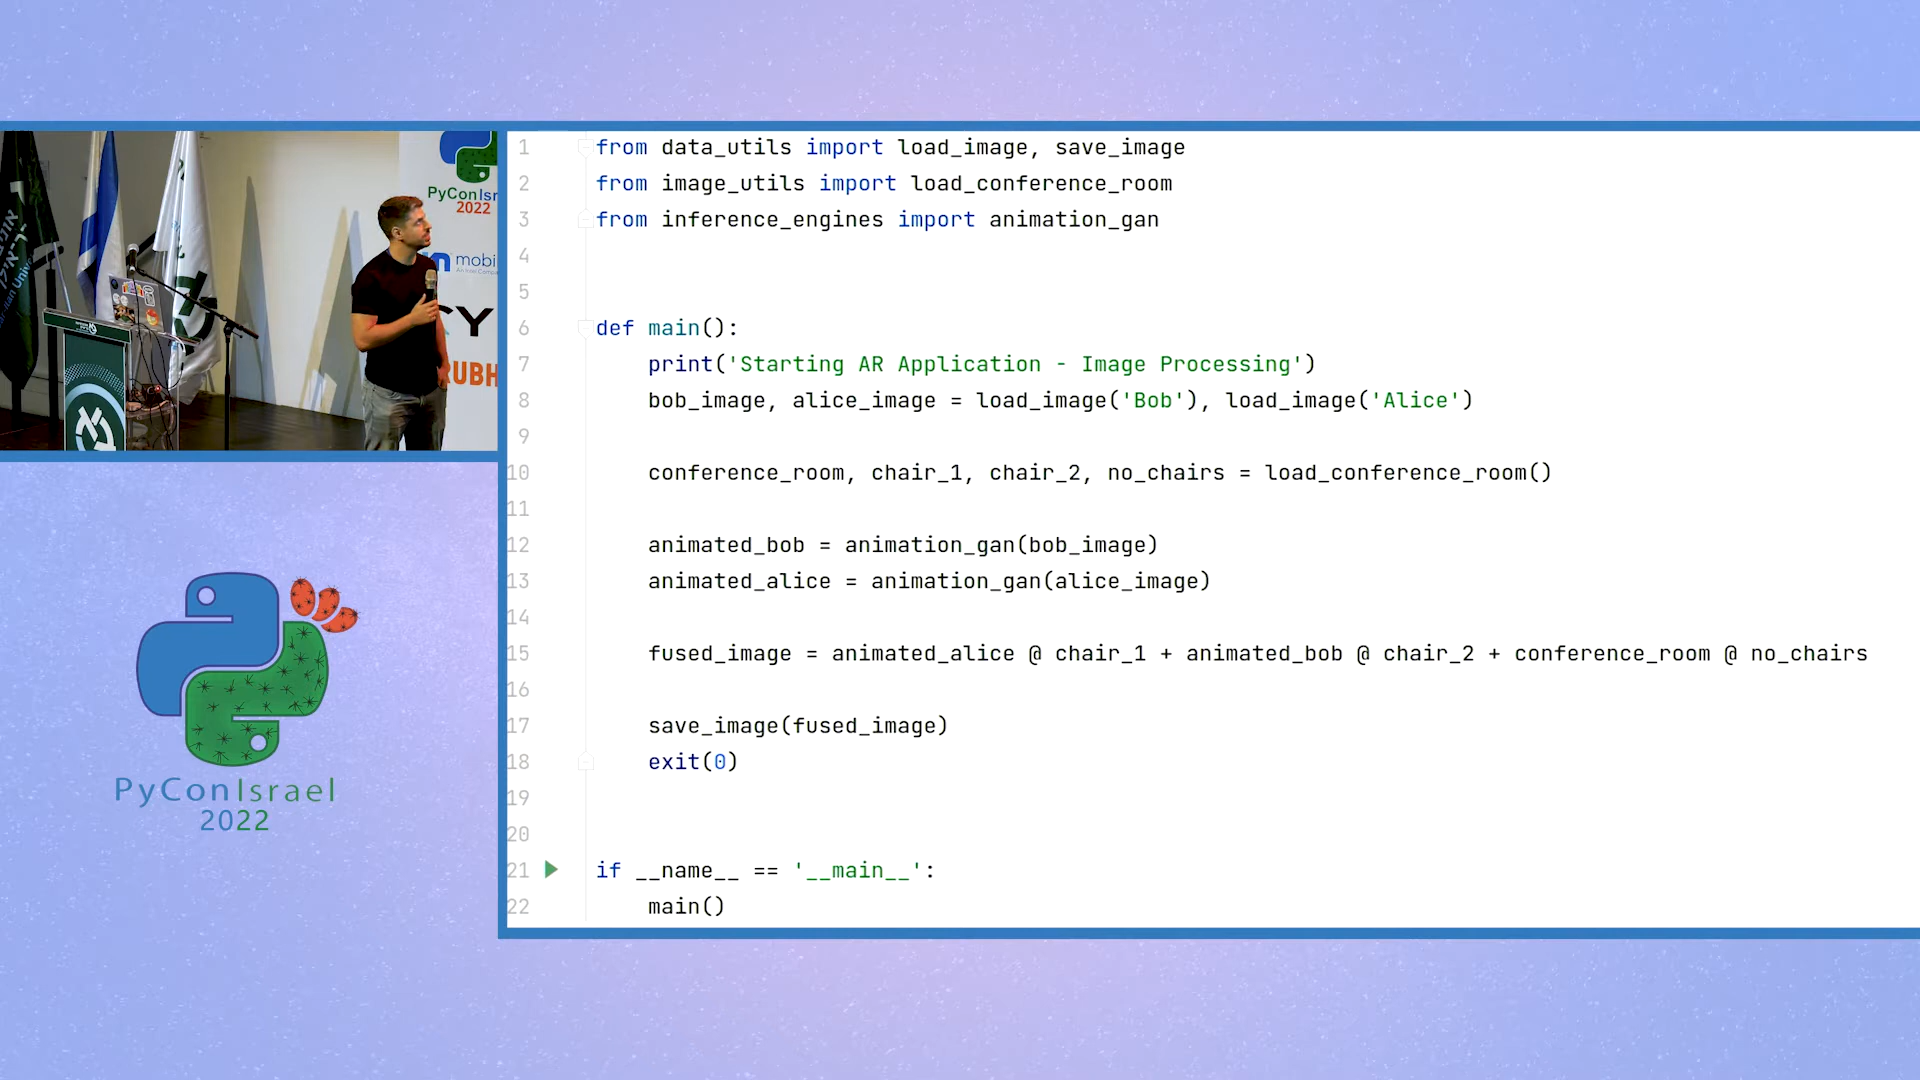 PyConIsr
2022
mobi
CY
RUBH
PyConIsrael
2022
1 from data_utils import load_image, save_image
2 from image_utils import load_conference_room
3 from inference_engines import animation_gan
4
5
6 def main():
7 print('Starting AR Application - Image Processing')
8 bob_image, alice_image = load_image('Bob'), load_image('Alice')
9
10 conference_room, chair_1, chair_2, no_chairs = load_conference_room()
11
12 animated_bob = animation_gan(bob_image)
13 animated_alice = animation_gan(alice_image)
14
15 fused_image = animated_alice @ chair_1 + animated_bob @ chair_2 + conference_room @ no_chairs
16
17 save_image(fused_image)
18 exit(0)
19
20
21 if __name__ == '__main__':
22 main()